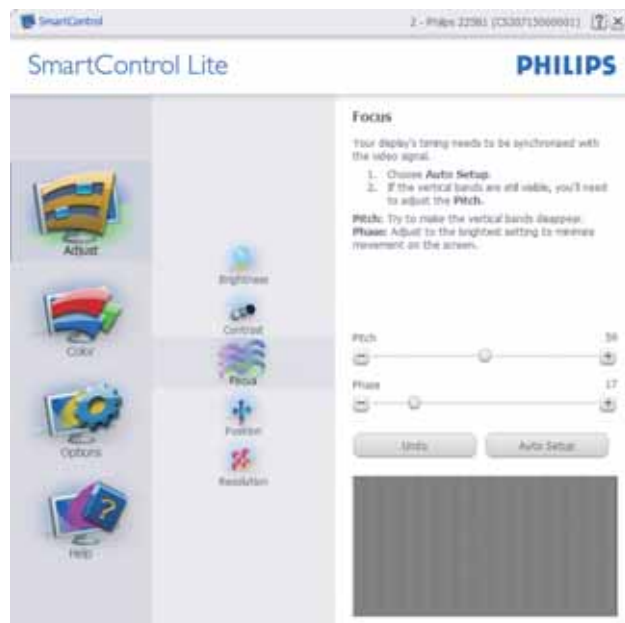 SmartControl
2 - Philips 225B1
SmartControl Lite
PHILIPS
Adjust
Color
Options
Help
Brightness
Contrast
Focus
Position
Resolution
Focus
Your display's timing needs to be synchronised with
the video signal.
1. Choose Auto Setup.
2. If the vertical bands are still visible, you'll need
to adjust the Pitch.
Pitch: Try to make the vertical bands disappear.
Phase: Adjust to the brightest setting to minimize
movement on the screen.
Pitch
Phase 17
Undo Auto Setup